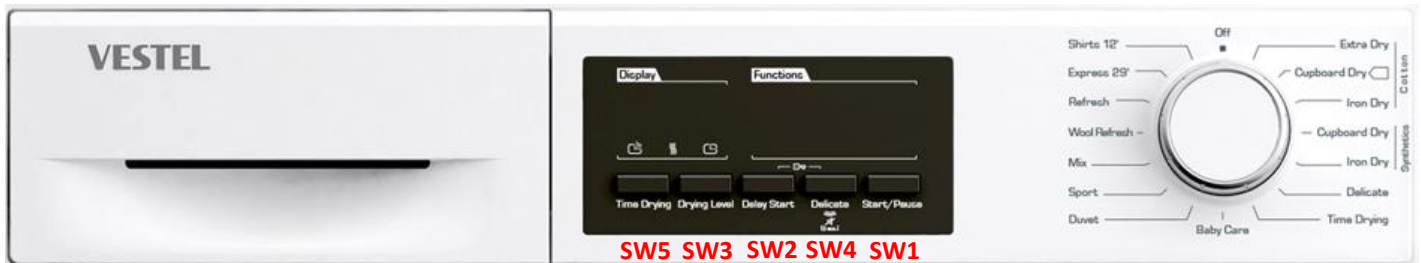 VESTEL
Display
Functions
Time Drying
Drying Level
Delay Start
Delicate
Start/Pause
SW5 SW3 SW2 SW4 SW1
Off
Shirts 12'
Express 29'
Refresh
Wool Refresh
Mix
Sport
Duvet
Baby Care
Extra Dry
Cupboard Dry
Iron Dry
Cotton
Cupboard Dry
Iron Dry
Synthetics
Delicate
Time Drying